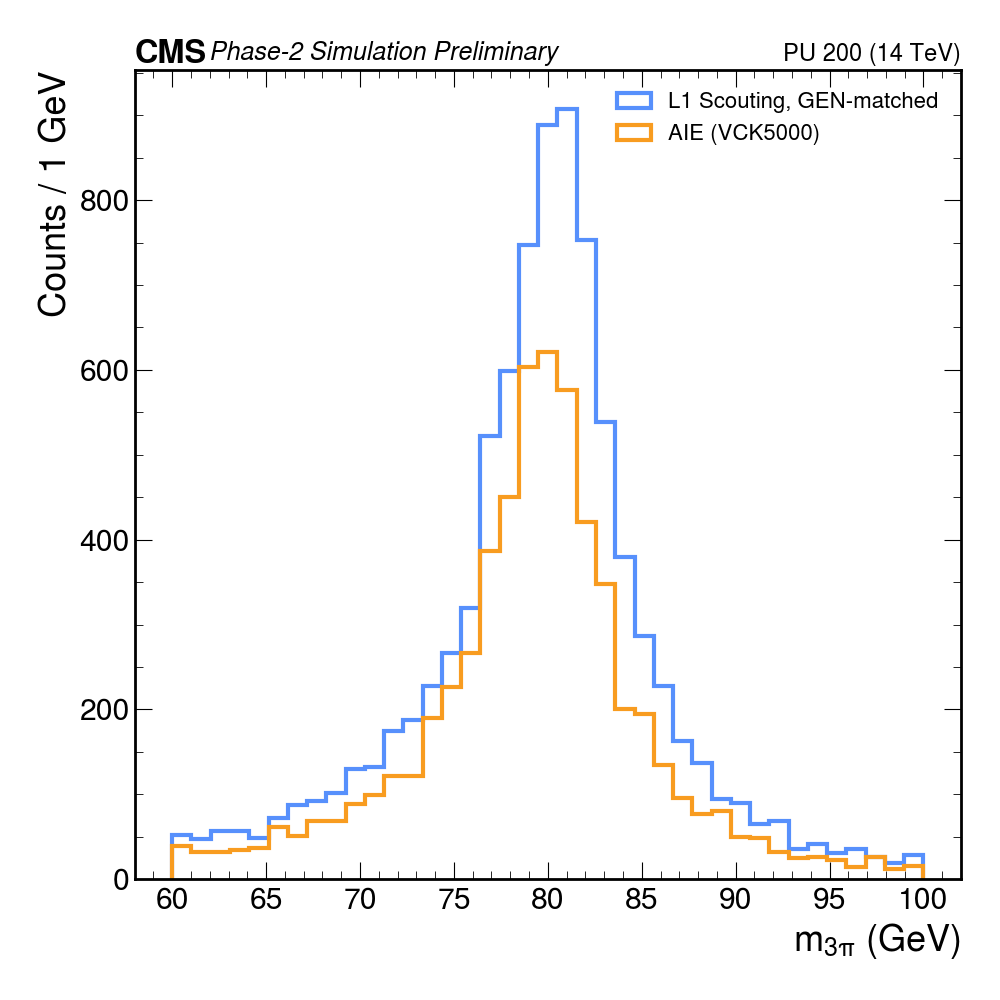 CMS Phase-2 Simulation Preliminary PU 200 (14 TeV)
L1 Scouting, GEN-matched
AIE (VCK5000)
Counts / 1 GeV
800
600
400
200
0
60 65 70 75 80 85 90 95 100
m3π (GeV)